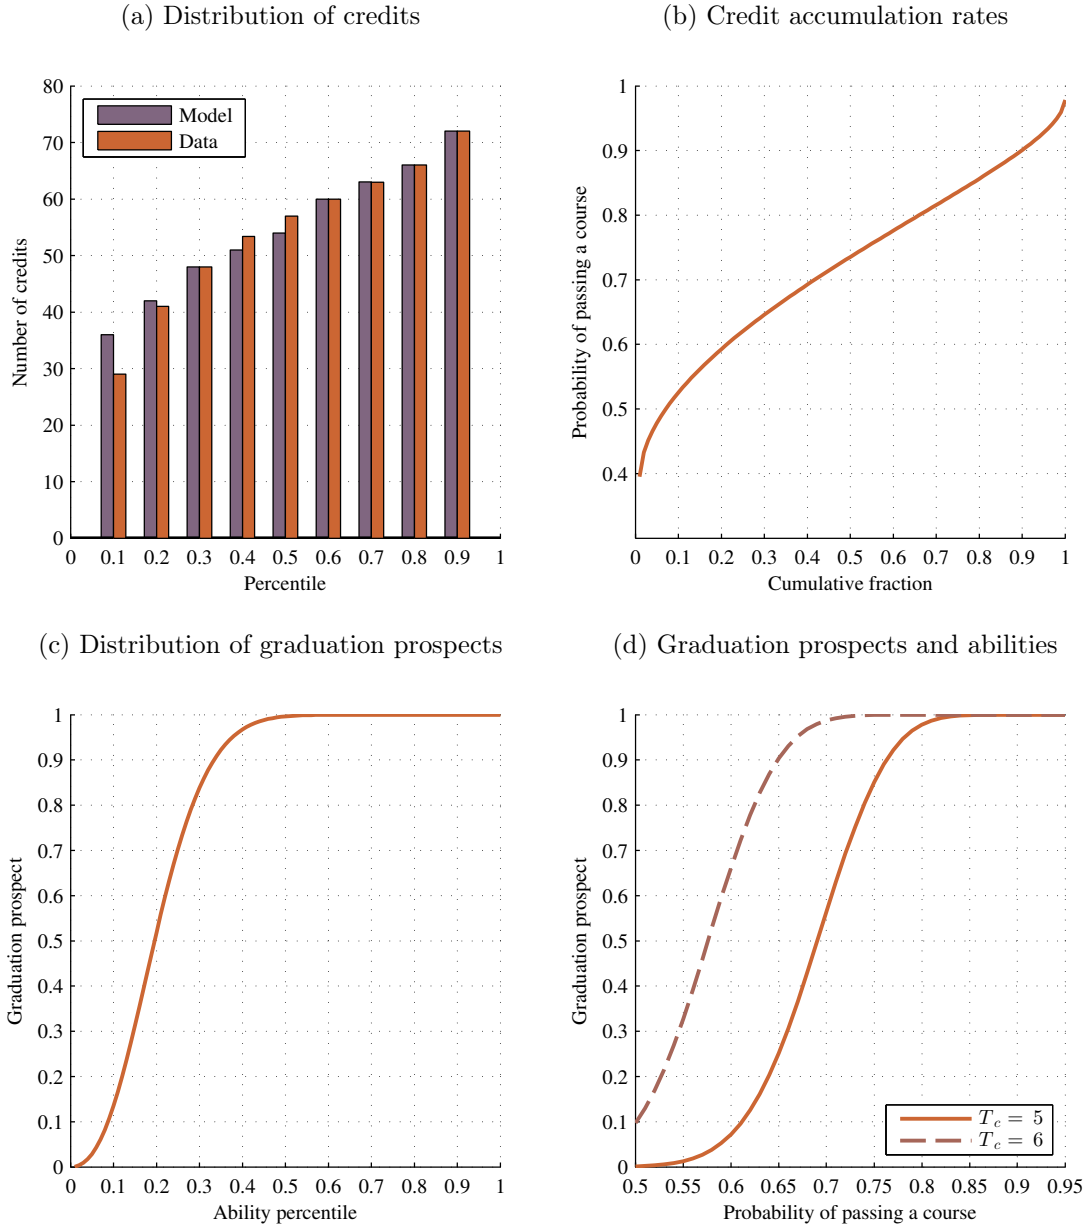 (a) Distribution of credits
80
70
60
50
40
30
20
10
0
Number of credits
Model
Data
0 0.1 0.2 0.3 0.4 0.5 0.6 0.7 0.8 0.9 1
Percentile
(b) Credit accumulation rates
1
0.9
0.8
0.7
0.6
0.5
0.4
Probability of passing a course
0 0.1 0.2 0.3 0.4 0.5 0.6 0.7 0.8 0.9 1
Cumulative fraction
(c) Distribution of graduation prospects
1
0.9
0.8
0.7
0.6
0.5
0.4
0.3
0.2
0.1
0
Graduation prospect
0 0.1 0.2 0.3 0.4 0.5 0.6 0.7 0.8 0.9 1
Ability percentile
(d) Graduation prospects and abilities
1
0.9
0.8
0.7
0.6
0.5
0.4
0.3
0.2
0.1
0
Graduation prospect
T_c = 5
T_c = 6
0.5 0.55 0.6 0.65 0.7 0.75 0.8 0.85 0.9 0.95
Probability of passing a course